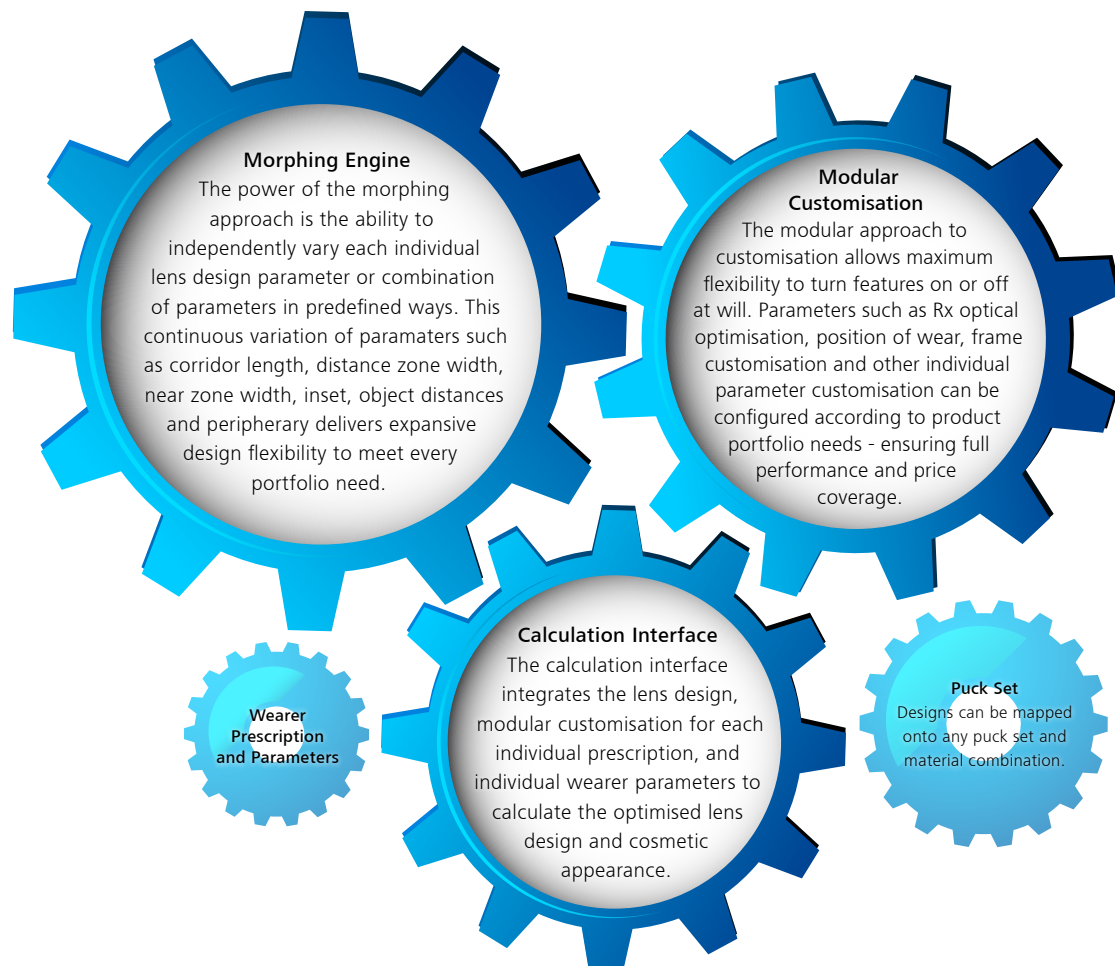 Morphing Engine
The power of the morphing
approach is the ability to
independently vary each individual
lens design parameter or combination
of parameters in predefined ways. This
continuous variation of paramaters such
as corridor length, distance zone width,
near zone width, inset, object distances
and peripherary delivers expansive
design flexibility to meet every
portfolio need.
Modular
Customisation
The modular approach to
customisation allows maximum
flexibility to turn features on or off
at will. Parameters such as Rx optical
optimisation, position of wear, frame
customisation and other individual
parameter customisation can be
configured according to product
portfolio needs - ensuring full
performance and price
coverage.
Calculation Interface
The calculation interface
integrates the lens design,
modular customisation for each
individual prescription, and
individual wearer parameters to
calculate the optimised lens
design and cosmetic
appearance.
Wearer
Prescription
and Parameters
Puck Set
Designs can be mapped
onto any puck set and
material combination.